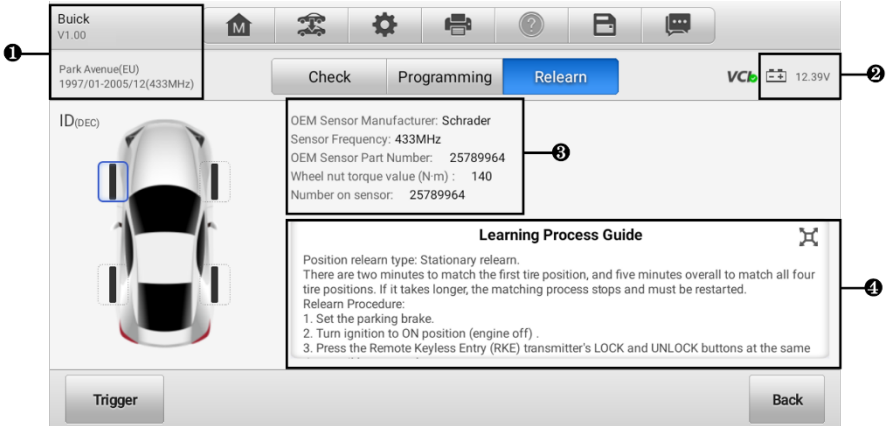 Buick
V1.00
M
?
❶
Park Avenue(EU)
1997/01-2005/12(433MHz)
Check
Programming
Relearn
VCI
12.39V
❷
ID(DEC)
OEM Sensor Manufacturer: Schrader
Sensor Frequency: 433MHz
OEM Sensor Part Number: 25789964
Wheel nut torque value (N·m) : 140
Number on sensor: 25789964
❸
Learning Process Guide
Position relearn type: Stationary relearn.
There are two minutes to match the first tire position, and five minutes overall to match all four
tire positions. If it takes longer, the matching process stops and must be restarted.
Relearn Procedure:
1. Set the parking brake.
2. Turn ignition to ON position (engine off) .
3. Press the Remote Keyless Entry (RKE) transmitter's LOCK and UNLOCK buttons at the same
❹
Trigger
Back